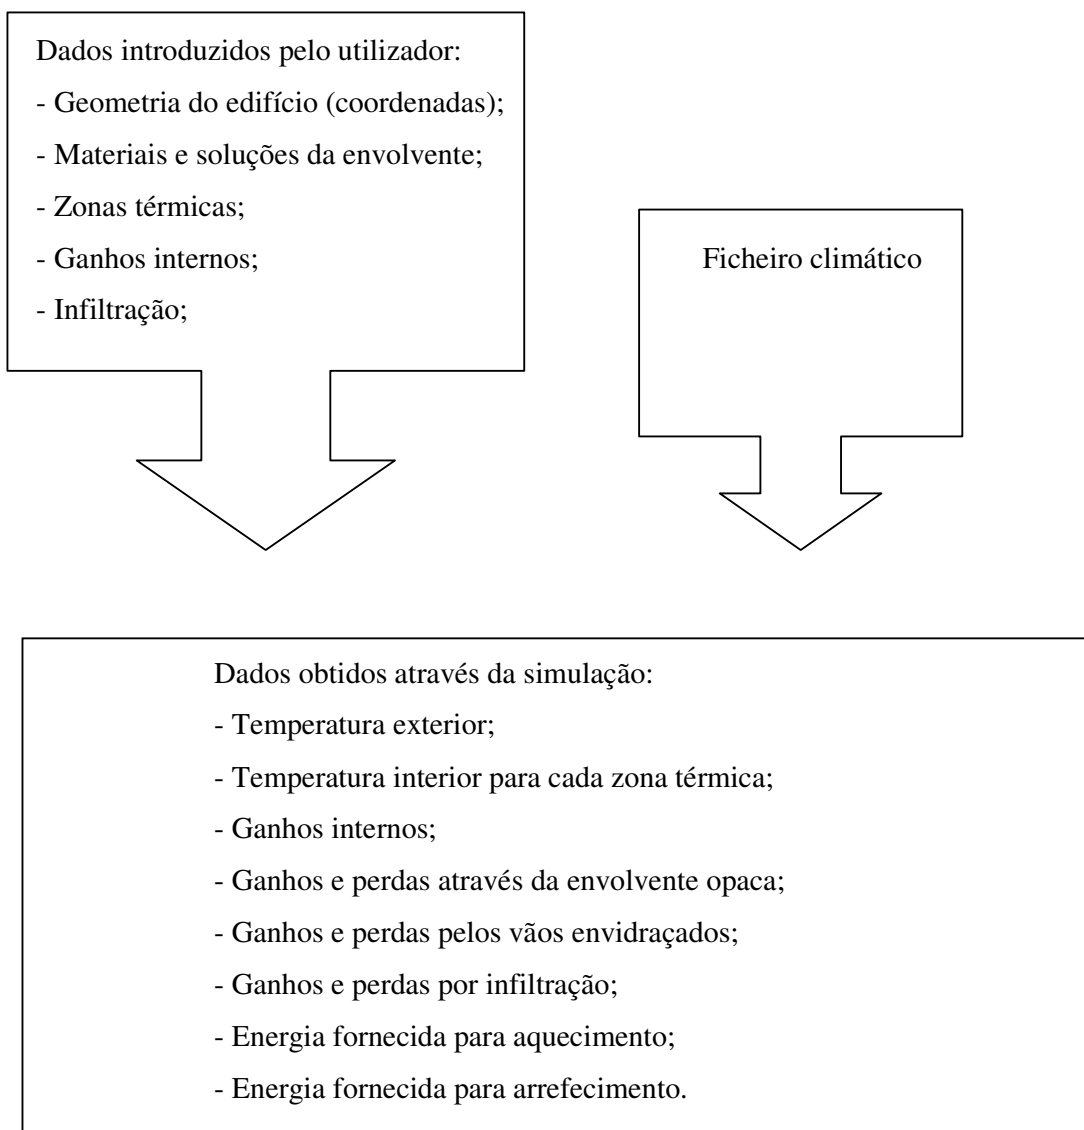 Dados introduzidos pelo utilizador:
- Geometria do edifício (coordenadas);
- Materiais e soluções da envolvente;
- Zonas térmicas;
- Ganhos internos;
- Infiltração;
Ficheiro climático
Dados obtidos através da simulação:
- Temperatura exterior;
- Temperatura interior para cada zona térmica;
- Ganhos internos;
- Ganhos e perdas através da envolvente opaca;
- Ganhos e perdas pelos vãos envidraçados;
- Ganhos e perdas por infiltração;
- Energia fornecida para aquecimento;
- Energia fornecida para arrefecimento.